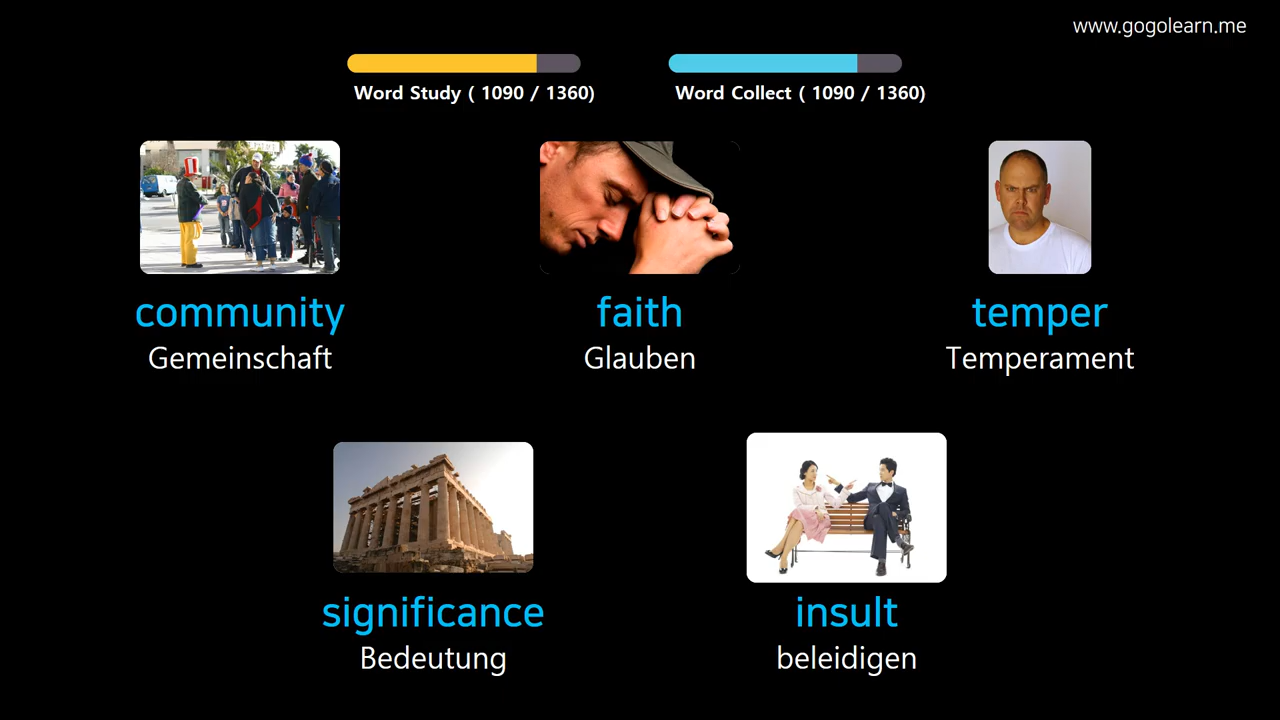 www.gogolearn.me
Word Study ( 1090 / 1360)
Word Collect ( 1090 / 1360)
community
Gemeinschaft
faith
Glauben
temper
Temperament
significance
Bedeutung
insult
beleidigen